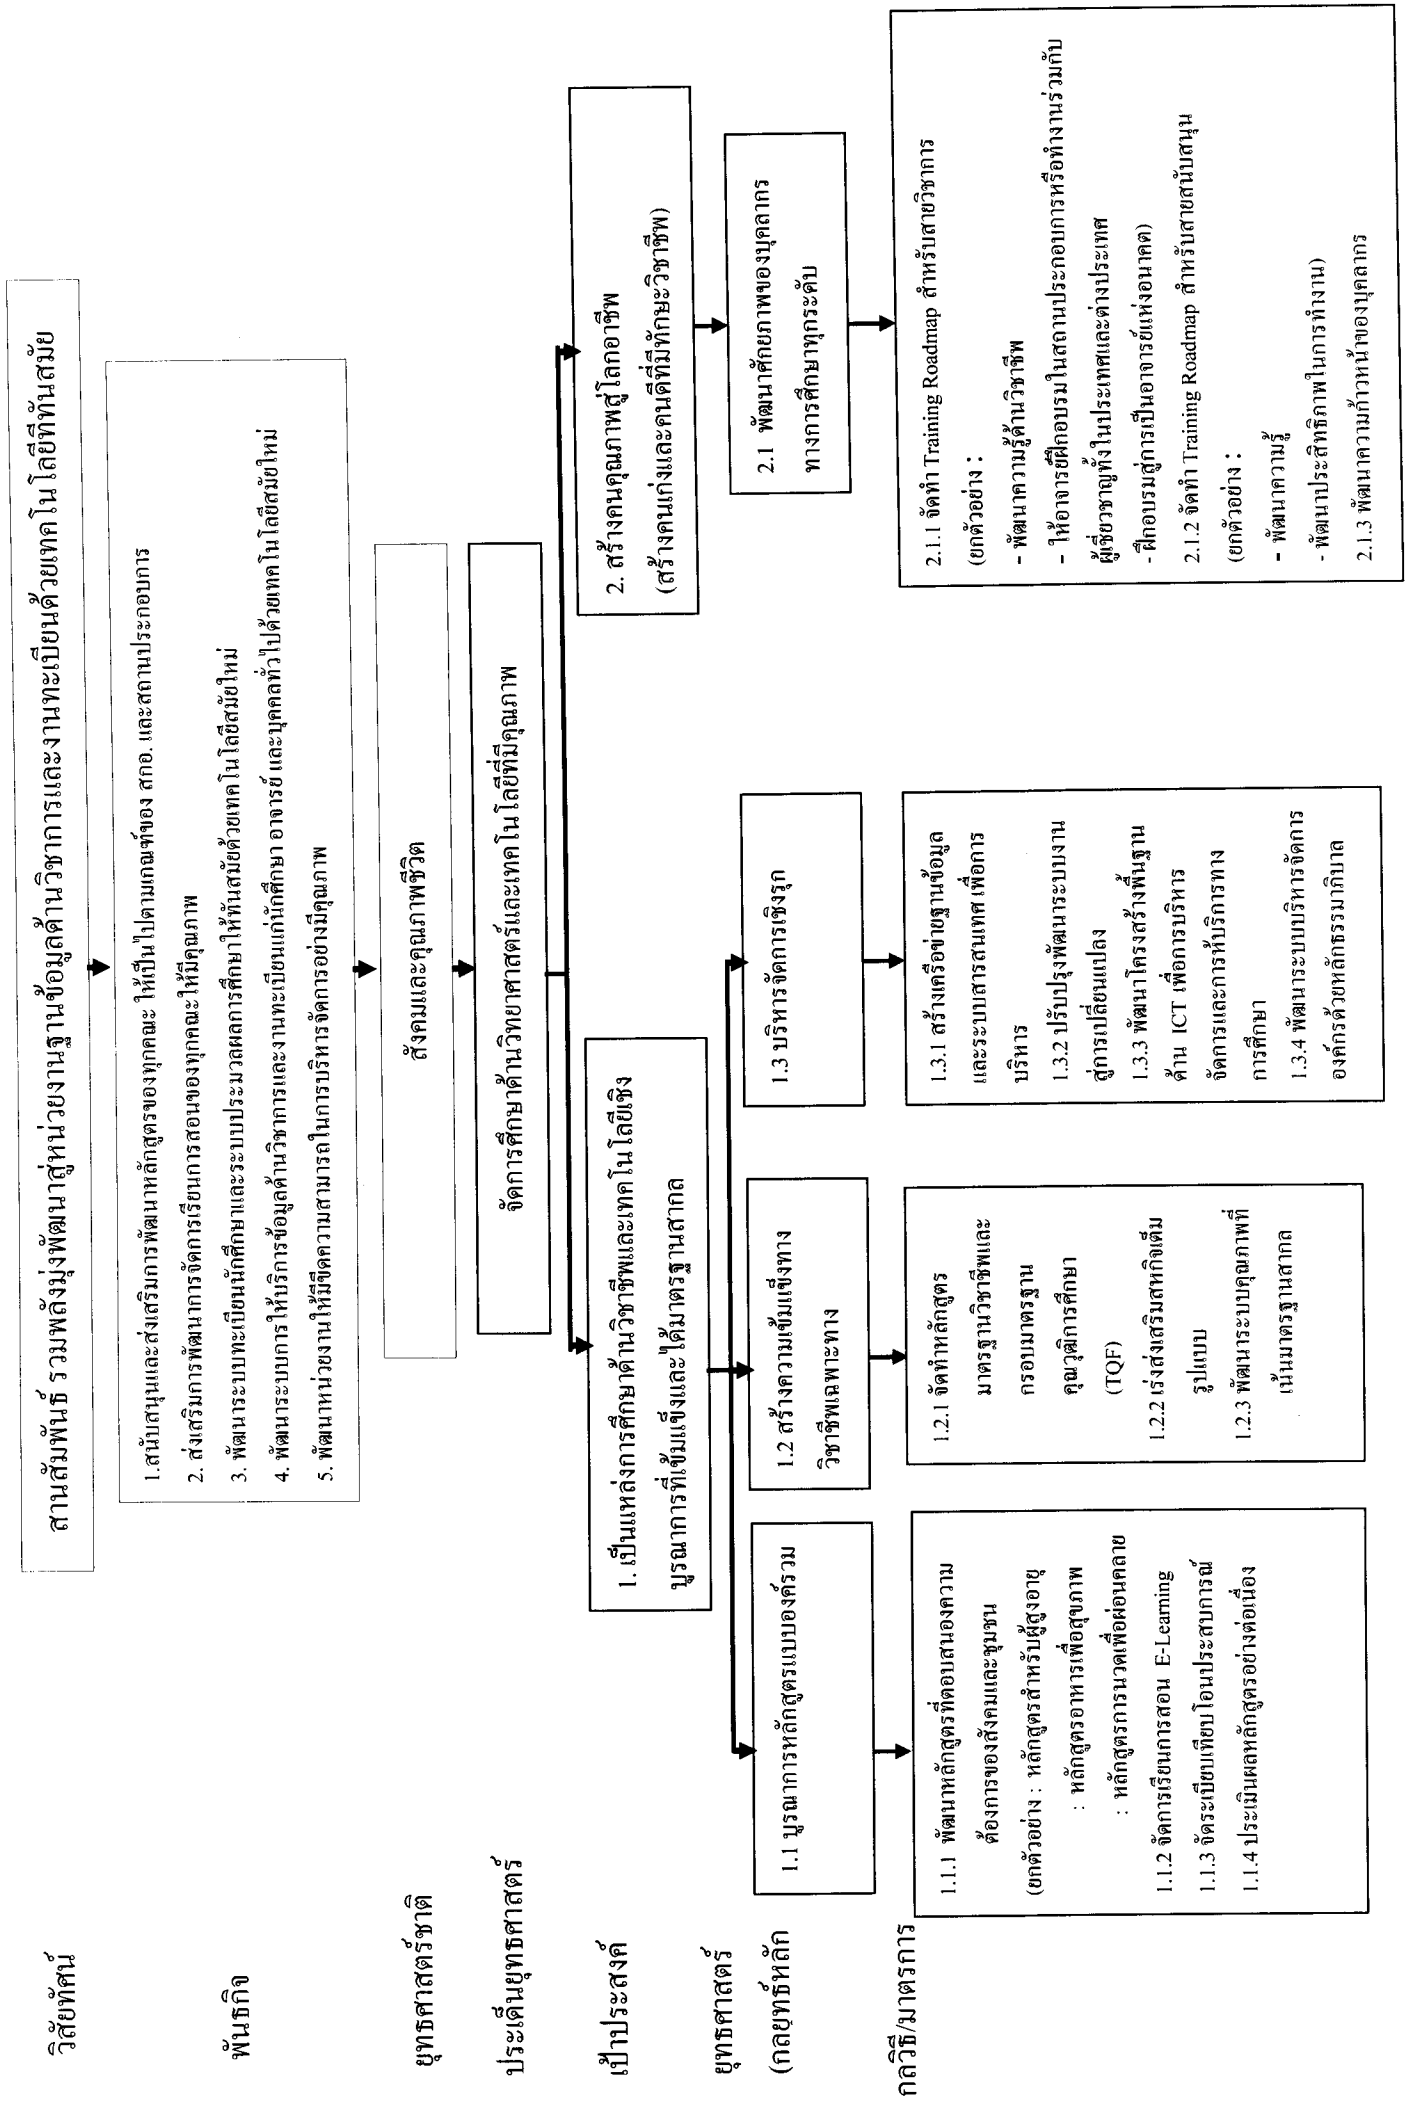 วิสัยทัศน์
สานสัมพันธ์ รวมพลังมุ่งพัฒนาสู่หน่วยงานฐานข้อมูลด้านวิชาการและงานทะเบียนด้วยเทคโนโลยีที่ทันสมัย
พันธกิจ
1.สนับสนุนและส่งเสริมการพัฒนาหลักสูตรของทุกคณะ ให้เป็นไปตามเกณฑ์ของ สกอ. และสถานประกอบการ
2. ส่งเสริมการพัฒนาการจัดการเรียนการสอนของทุกคณะให้มีคุณภาพ
3. พัฒนาระบบทะเบียนนักศึกษาและระบบประมวลผลการศึกษาให้ทันสมัยด้วยเทคโนโลยีสมัยใหม่
4. พัฒนาระบบการให้บริการข้อมูลด้านวิชาการและงานทะเบียนแก่นักศึกษา อาจารย์ และบุคคลทั่วไปด้วยเทคโนโลยีสมัยใหม่
5. พัฒนาหน่วยงานให้มีขีดความสามารถในการบริหารจัดการอย่างมีคุณภาพ
ยุทธศาสตร์ชาติ
สังคมและคุณภาพชีวิต
ประเด็นยุทธศาสตร์
จัดการศึกษาด้านวิทยาศาสตร์และเทคโนโลยีที่มีคุณภาพ
เป้าประสงค์
1. เป็นแหล่งการศึกษาด้านวิชาชีพและเทคโนโลยีเชิง
บูรณาการที่เข้มแข็งและได้มาตรฐานสากล
2. สร้างคนคุณภาพสู่โลกอาชีพ
(สร้างคนเก่งและคนดีที่มีทักษะวิชาชีพ)
ยุทธศาสตร์
(กลยุทธ์หลัก
1.1 บูรณาการหลักสูตรแบบองค์รวม
1.2 สร้างความเข้มแข็งทาง
วิชาชีพเฉพาะทาง
1.3 บริหารจัดการเชิงรุก
2.1 พัฒนาศักยภาพของบุคลากร
ทางการศึกษาทุกระดับ
กลวิธี/มาตรการ
1.1.1 พัฒนาหลักสูตรที่ตอบสนองความ
ต้องการของสังคมและชุมชน
(ยกตัวอย่าง : หลักสูตรสำหรับผู้สูงอายุ
: หลักสูตรอาหารเพื่อสุขภาพ
: หลักสูตรการนวดเพื่อผ่อนคลาย
1.1.2 จัดการเรียนการสอน E-Learning
1.1.3 จัดระเบียบเทียบโอนประสบการณ์
1.1.4 ประเมินผลหลักสูตรอย่างต่อเนื่อง
1.2.1 จัดทำหลักสูตร
มาตรฐานวิชาชีพและ
กรอบมาตรฐาน
คุณวุฒิการศึกษา
(TQF)
1.2.2 เร่งส่งเสริมสหกิจเต็ม
รูปแบบ
1.2.3 พัฒนาระบบคุณภาพที่
เน้นมาตรฐานสากล
1.3.1 สร้างเครือข่ายฐานข้อมูล
และระบบสารสนเทศ เพื่อการ
บริหาร
1.3.2 ปรับปรุงพัฒนาระบบงาน
สู่การเปลี่ยนแปลง
1.3.3 พัฒนาโครงสร้างพื้นฐาน
ด้าน ICT เพื่อการบริหาร
จัดการและการให้บริการทาง
การศึกษา
1.3.4 พัฒนาระบบบริหารจัดการ
องค์กรด้วยหลักธรรมาภิบาล
2.1.1 จัดทำ Training Roadmap สำหรับสายวิชาการ
(ยกตัวอย่าง :
- พัฒนาความรู้ด้านวิชาชีพ
- ให้อาจารย์ฝึกอบรมในสถานประกอบการหรือทำงานร่วมกับ
ผู้เชี่ยวชาญทั้งในประเทศและต่างประเทศ
- ฝึกอบรมสู่การเป็นอาจารย์แห่งอนาคต)
2.1.2 จัดทำ Training Roadmap สำหรับสายสนับสนุน
(ยกตัวอย่าง :
- พัฒนาความรู้
- พัฒนาประสิทธิภาพในการทำงาน)
2.1.3 พัฒนาความก้าวหน้าของบุคลากร